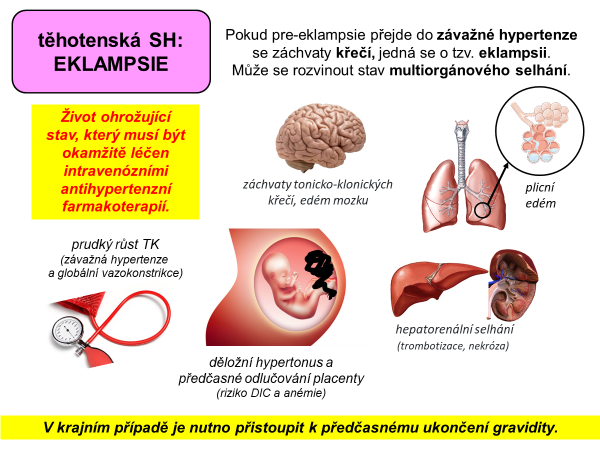 těhotenská SH:
EKLAMPSIE
Pokud pre-eklampsie přejde do závažné hypertenze
se záchvaty křečí, jedná se o tzv. eklampsii.
Může se rozvinout stav multiorgánového selhání.
Život ohrožující
stav, který musí být
okamžitě léčen
intravenózními
antihypertenzní
farmakoterapií.
záchvaty tonicko-klonických
křečí, edém mozku
plicní
edém
prudký růst TK
(závažná hypertenze
a globální vazokonstrikce)
děložní hypertonus a
předčasné odlučování placenty
(riziko DIC a anémie)
hepatorenální selhání
(trombotizace, nekróza)
V krajním případě je nutno přistoupit k předčasnému ukončení gravidity.